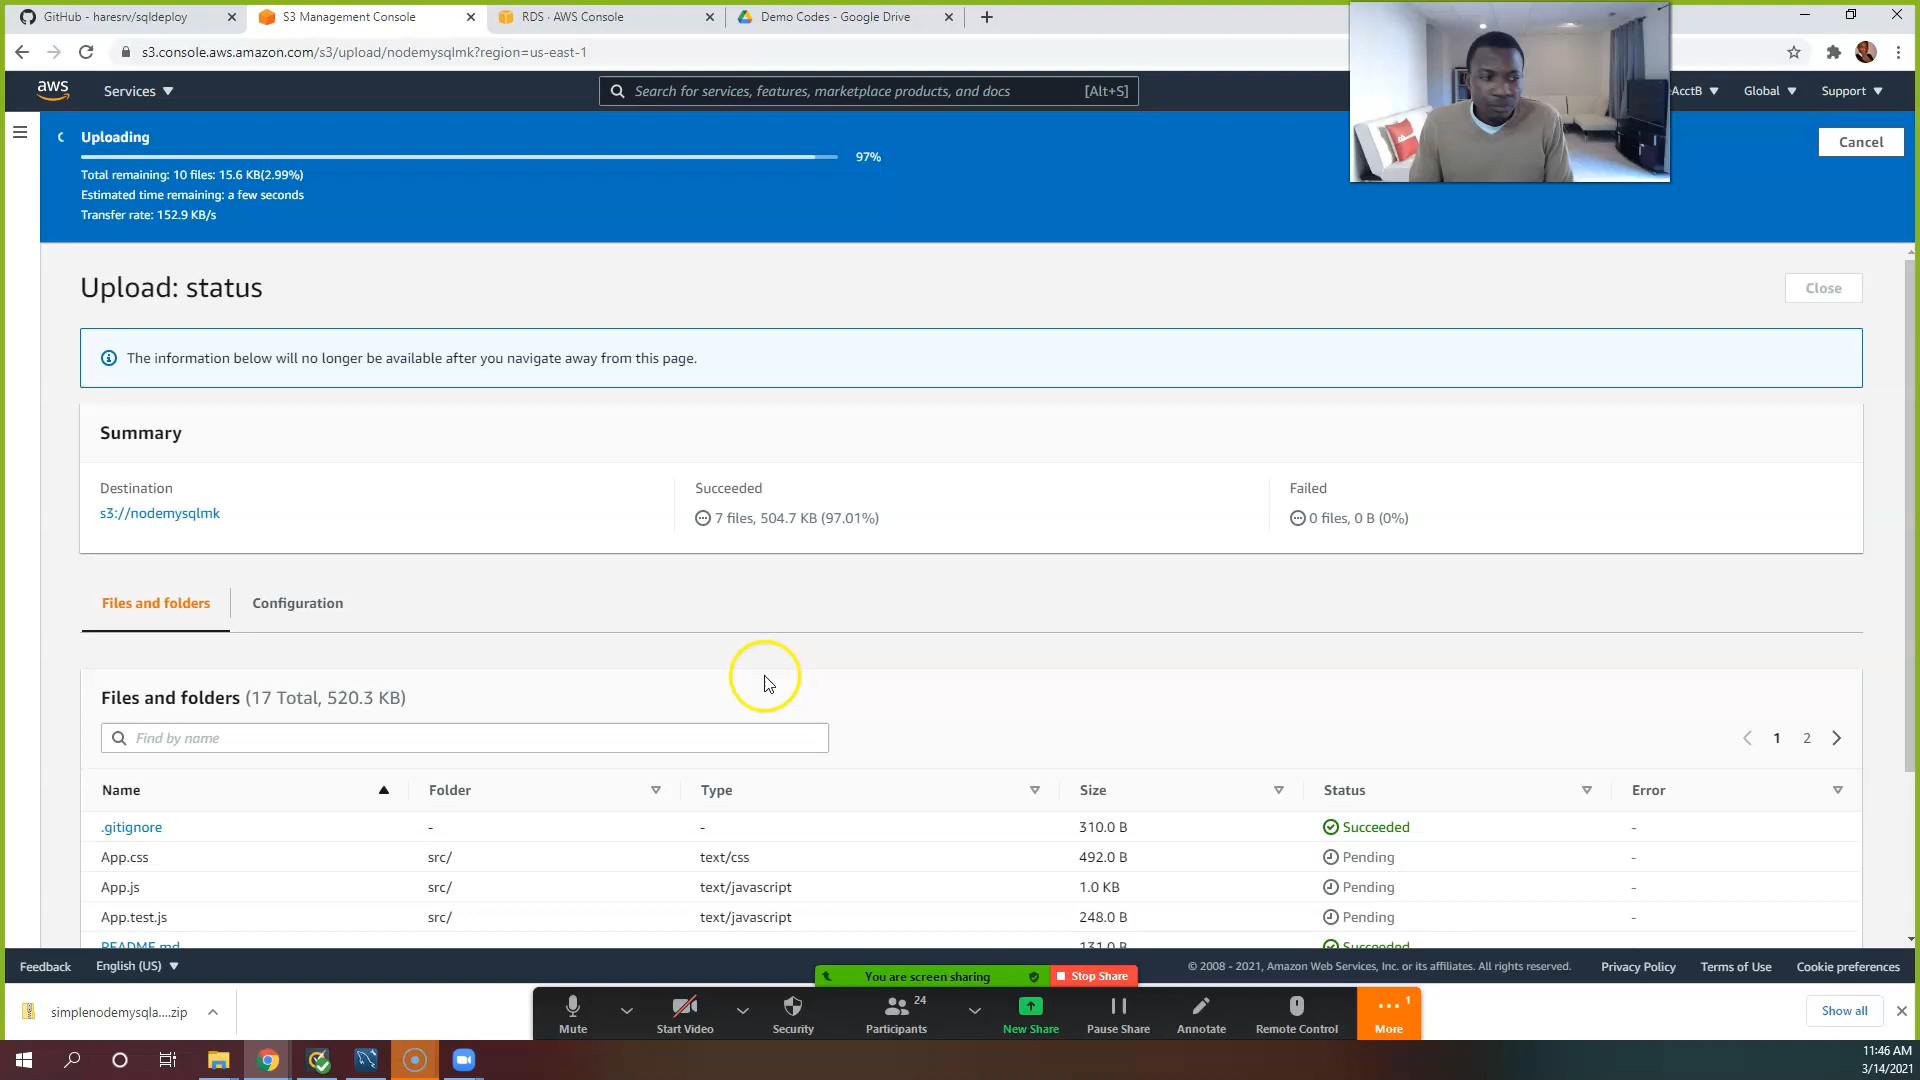 GitHub - haresrv/sqldeploy
S3 Management Console
RDS · AWS Console
Demo Codes - Google Drive
s3.console.aws.amazon.com/s3/upload/nodemysqlmk?region=us-east-1
aws
Services
Search for services, features, marketplace products, and docs
[Alt+S]
AcctB
Global
Support
Uploading
97%
Cancel
Total remaining: 10 files: 15.6 KB(2.99%)
Estimated time remaining: a few seconds
Transfer rate: 152.9 KB/s
Upload: status
Close
The information below will no longer be available after you navigate away from this page.
Summary
Destination
Succeeded
Failed
s3://nodemysqlmk
7 files, 504.7 KB (97.01%)
0 files, 0 B (0%)
Files and folders
Configuration
Files and folders (17 Total, 520.3 KB)
Find by name
1 2
Name Folder Type Size Status Error
.gitignore - - 310.0 B Succeeded -
App.css src/ text/css 492.0 B Pending -
App.js src/ text/javascript 1.0 KB Pending -
App.test.js src/ text/javascript 248.0 B Pending -
README.md 131.0 B Succeeded
Feedback
English (US)
© 2008 - 2021, Amazon Web Services, Inc. or its affiliates. All rights reserved.
Privacy Policy
Terms of Use
Cookie preferences
You are screen sharing
Stop Share
simplenodemysqla....zip
Mute
Start Video
Security
24
Participants
New Share
Pause Share
Annotate
Remote Control
1
More
Show all
11:46 AM
3/14/2021